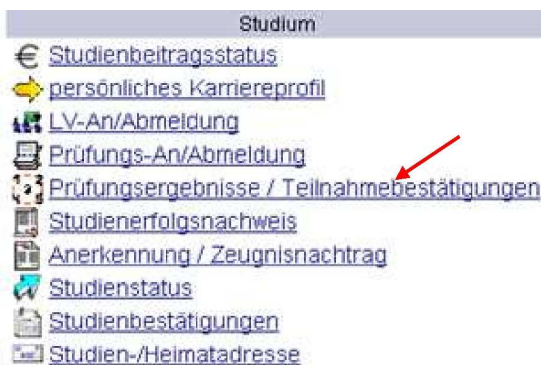 Studium
€ Studienbeitragsstatus
persönliches Karriereprofil
LV-An/Abmeldung
Prüfungs-An/Abmeldung
Prüfungsergebnisse / Teilnahmebestätigungen
Studienerfolgsnachweis
Anerkennung / Zeugnisnachtrag
Studienstatus
Studienbestätigungen
Studien-/Heimatadresse